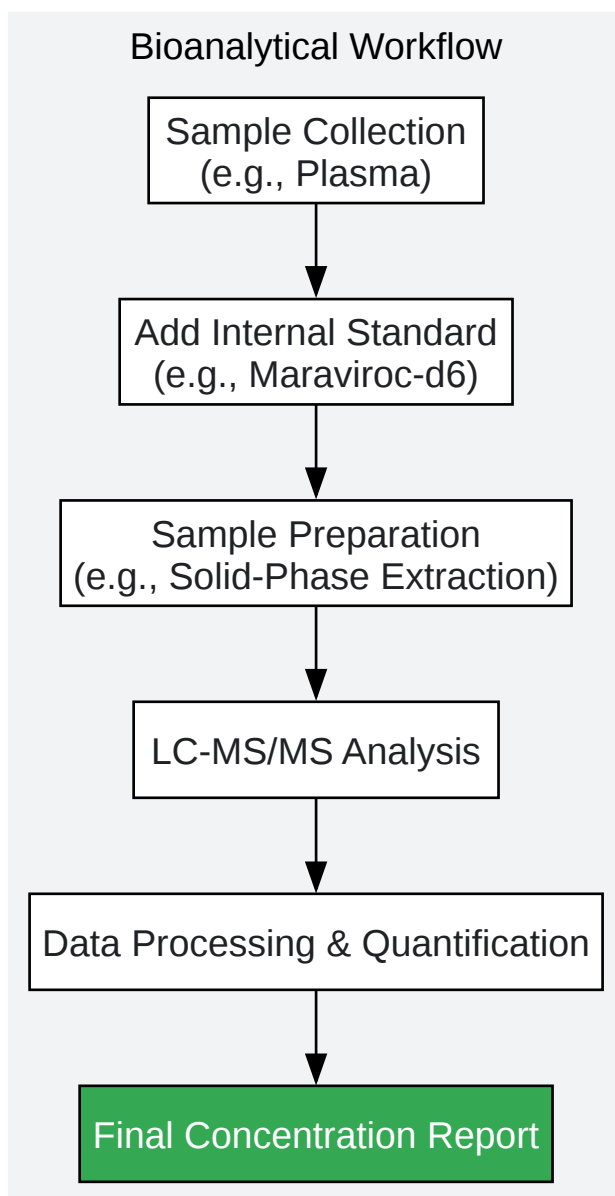 Bioanalytical Workflow
Sample Collection
(e.g., Plasma)
Add Internal Standard
(e.g., Maraviroc-d6)
Sample Preparation
(e.g., Solid-Phase Extraction)
LC-MS/MS Analysis
Data Processing & Quantification
Final Concentration Report